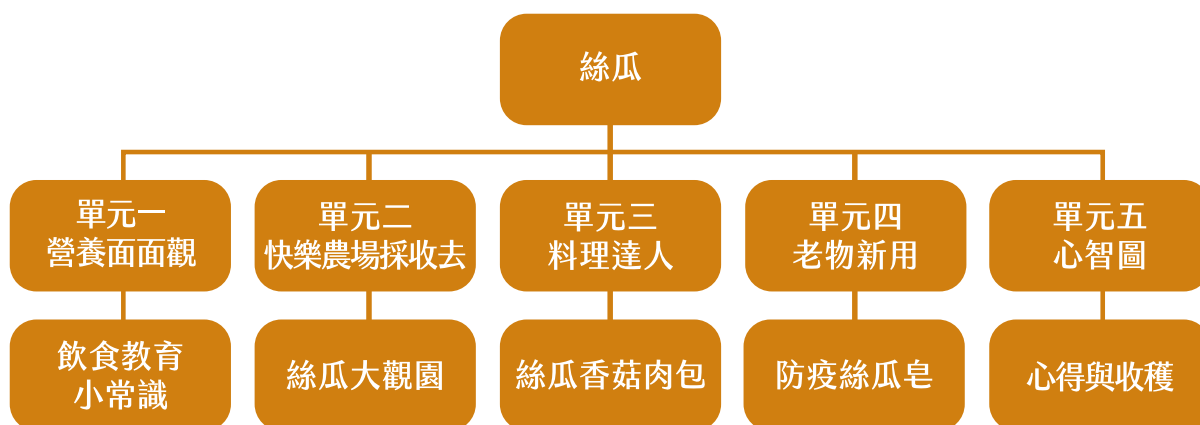 絲瓜
單元一
營養面面觀
單元二
快樂農場採收去
單元三
料理達人
單元四
老物新用
單元五
心智圖
飲食教育
小常識
絲瓜大觀園
絲瓜香菇肉包
防疫絲瓜皂
心得與收穫